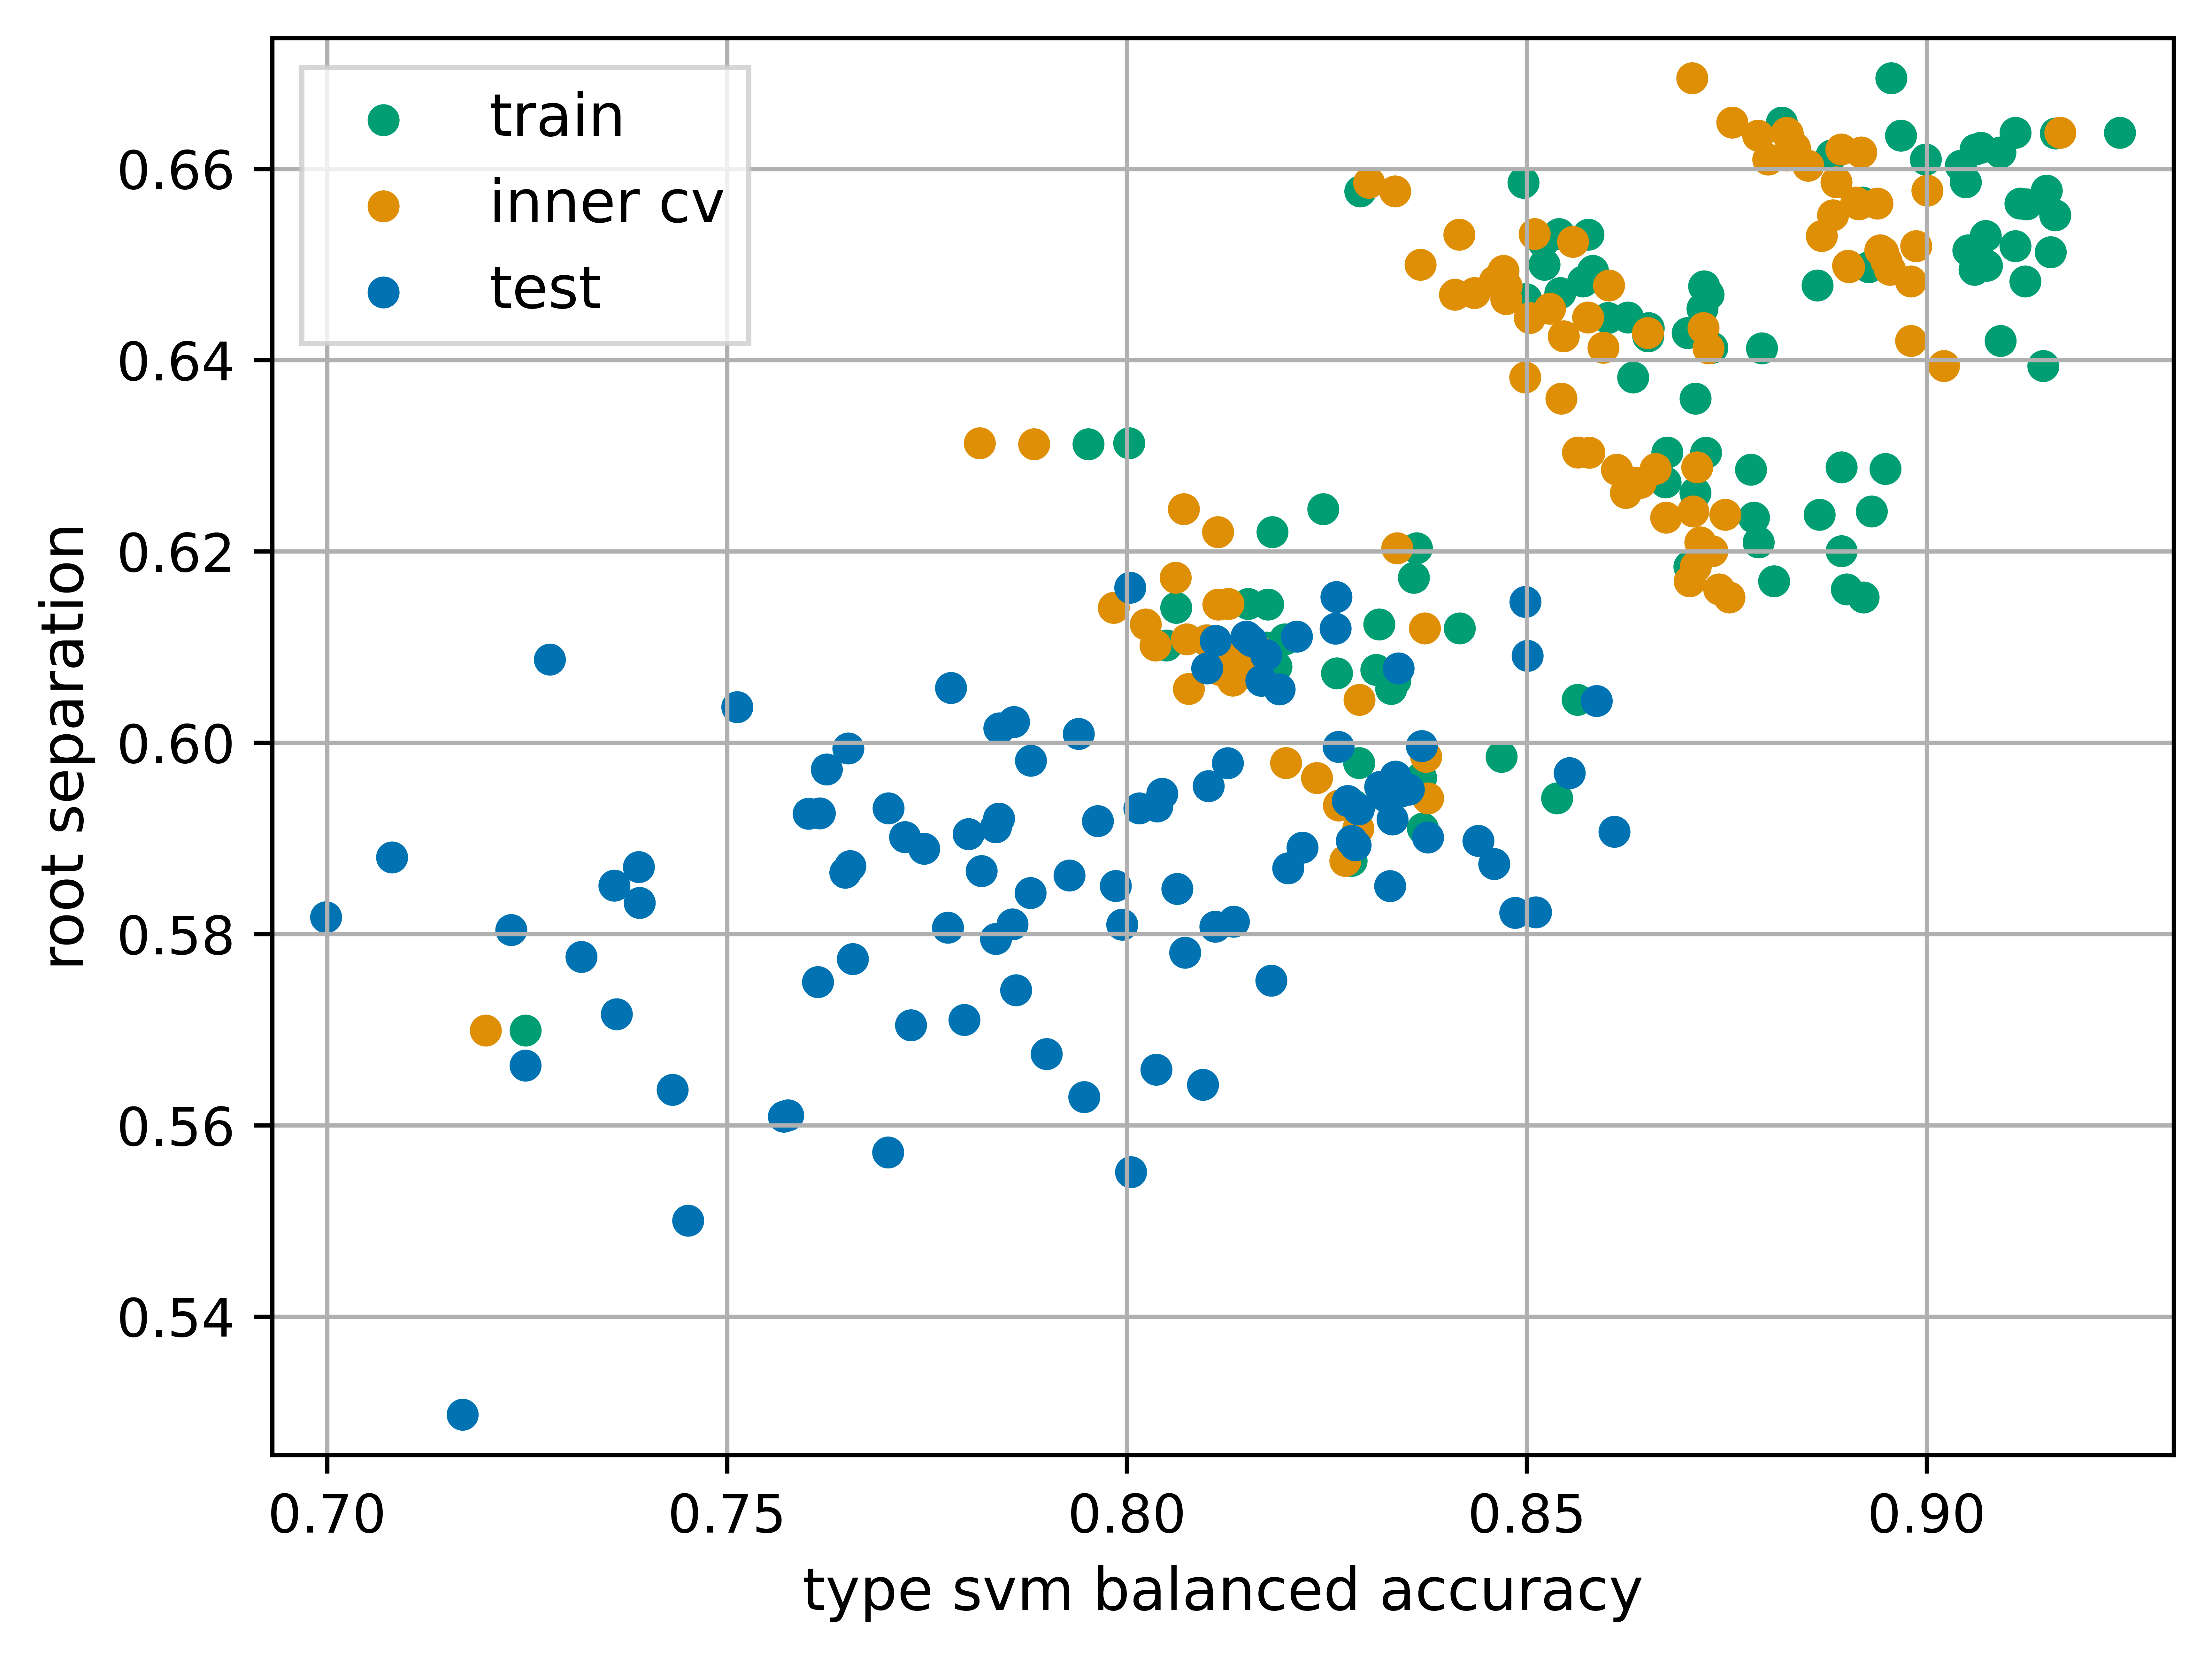 train
inner cv
test
0.66
0.64
0.62
0.60
0.58
0.56
0.54
root separation
0.70 0.75 0.80 0.85 0.90
type svm balanced accuracy